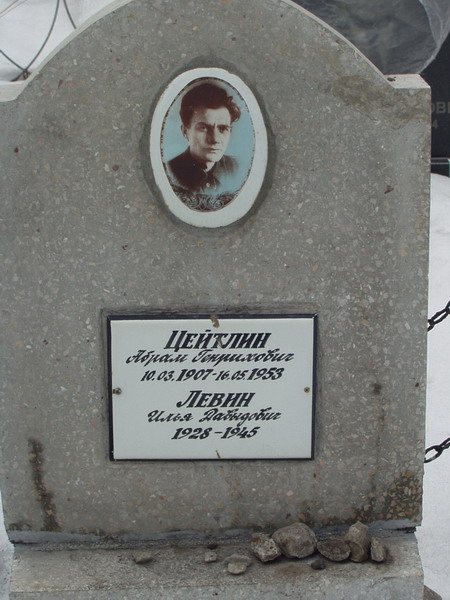 ЦЕЙТЛИН
Абрам Генрихович
10.03.1907-16.05.1953
ЛЕВИН
Илья Давыдович
1928-1945